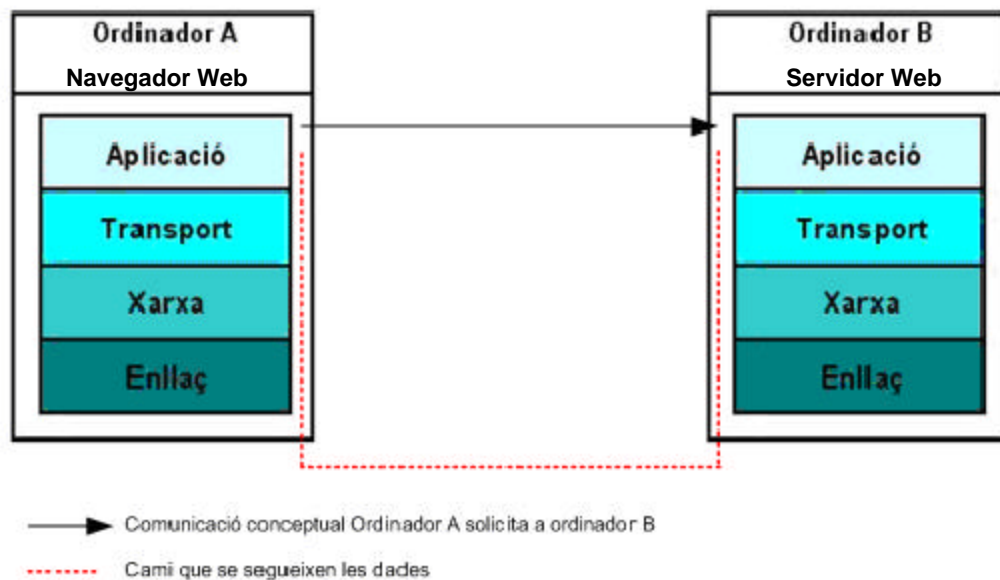 Ordinador A
Navegador Web
Aplicació
Transport
Xarxa
Enllaç
Ordinador B
Servidor Web
Aplicació
Transport
Xarxa
Enllaç
Comunicació conceptual Ordinador A solicita a ordinador B
Cami que se segueixen les dades